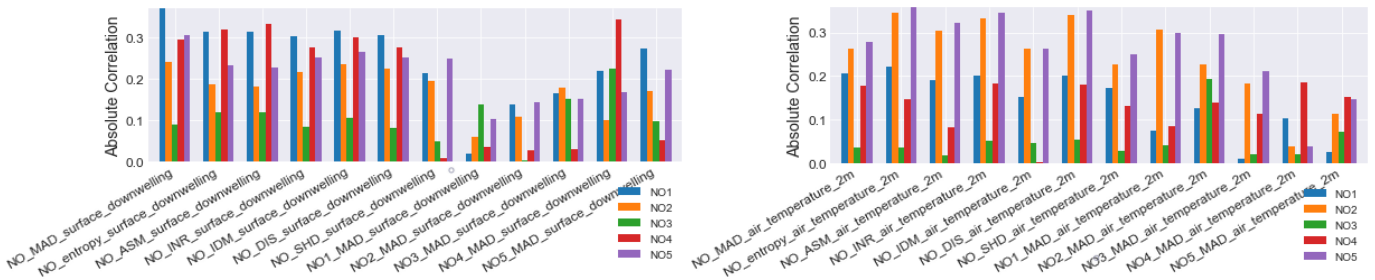 Absolute Correlation
0.3
0.2
0.1
0.0
NO_MAD_surface_downwelling
NO_entropy_surface_downwelling
NO_ASM_surface_downwelling
NO_INR_surface_downwelling
NO_IDM_surface_downwelling
NO_DIS_surface_downwelling
NO_SHD_surface_downwelling
NO1_MAD_surface_downwelling
NO2_MAD_surface_downwelling
NO3_MAD_surface_downwelling
NO4_MAD_surface_downwelling
NO5_MAD_surface_downwelling
NO1
NO2
NO3
NO4
NO5
Absolute Correlation
0.3
0.2
0.1
0.0
NO_MAD_air_temperature_2m
NO_entropy_air_temperature_2m
NO_ASM_air_temperature_2m
NO_INR_air_temperature_2m
NO_IDM_air_temperature_2m
NO_DIS_air_temperature_2m
NO_SHD_air_temperature_2m
NO1_MAD_air_temperature_2m
NO2_MAD_air_temperature_2m
NO3_MAD_air_temperature_2m
NO4_MAD_air_temperature_2m
NO5_MAD_air_temperature_2m
NO1
NO2
NO3
NO4
NO5